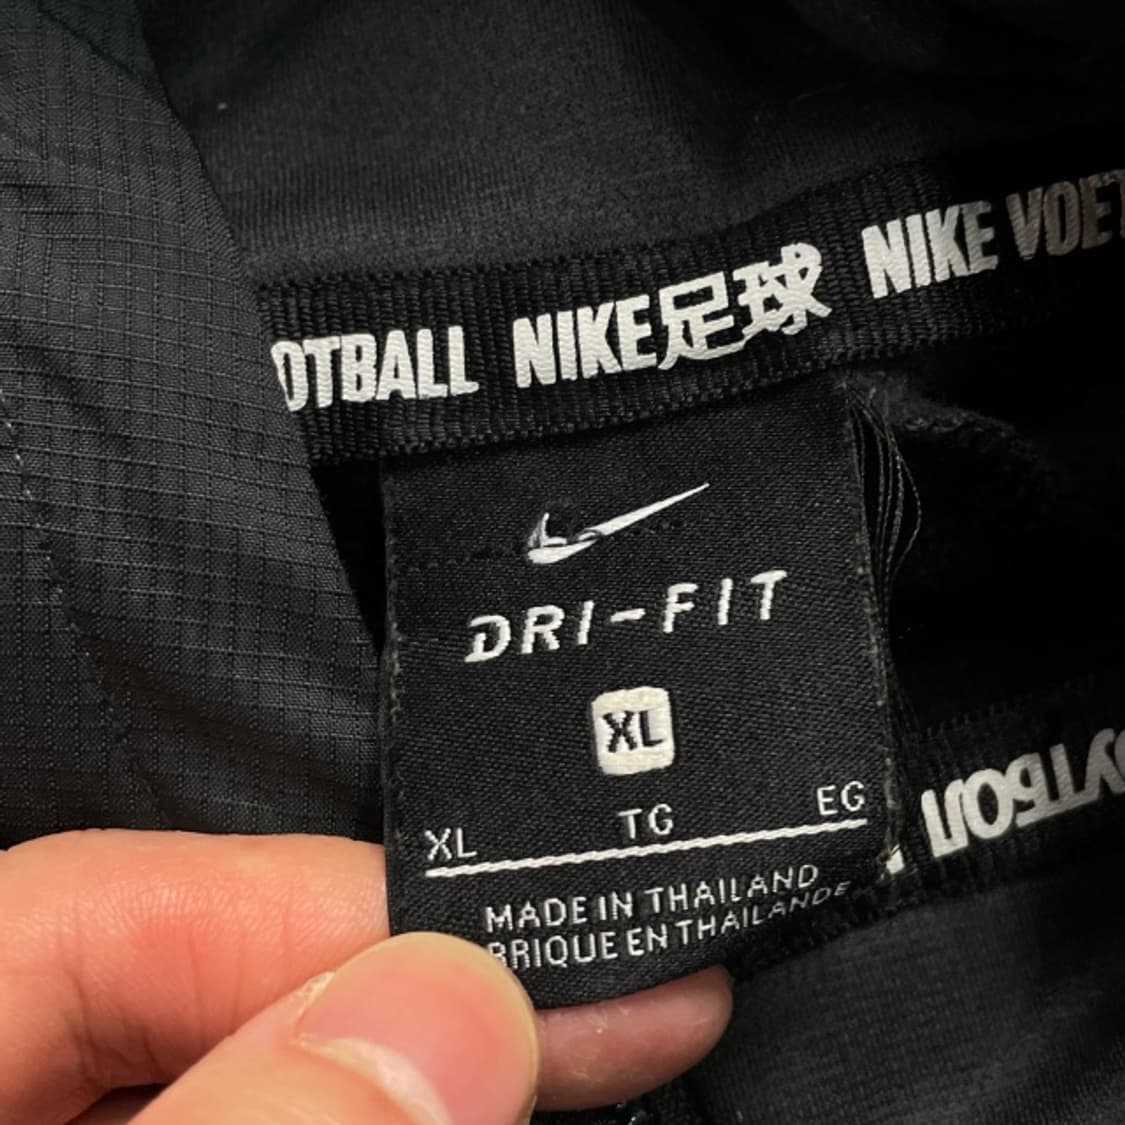 OTBALL NIKE足球 NIKE VOET
DRI-FIT
XL
XL TG EG
MADE IN THAILAND
BRIQUE EN THAILANDE
УТБОЛ